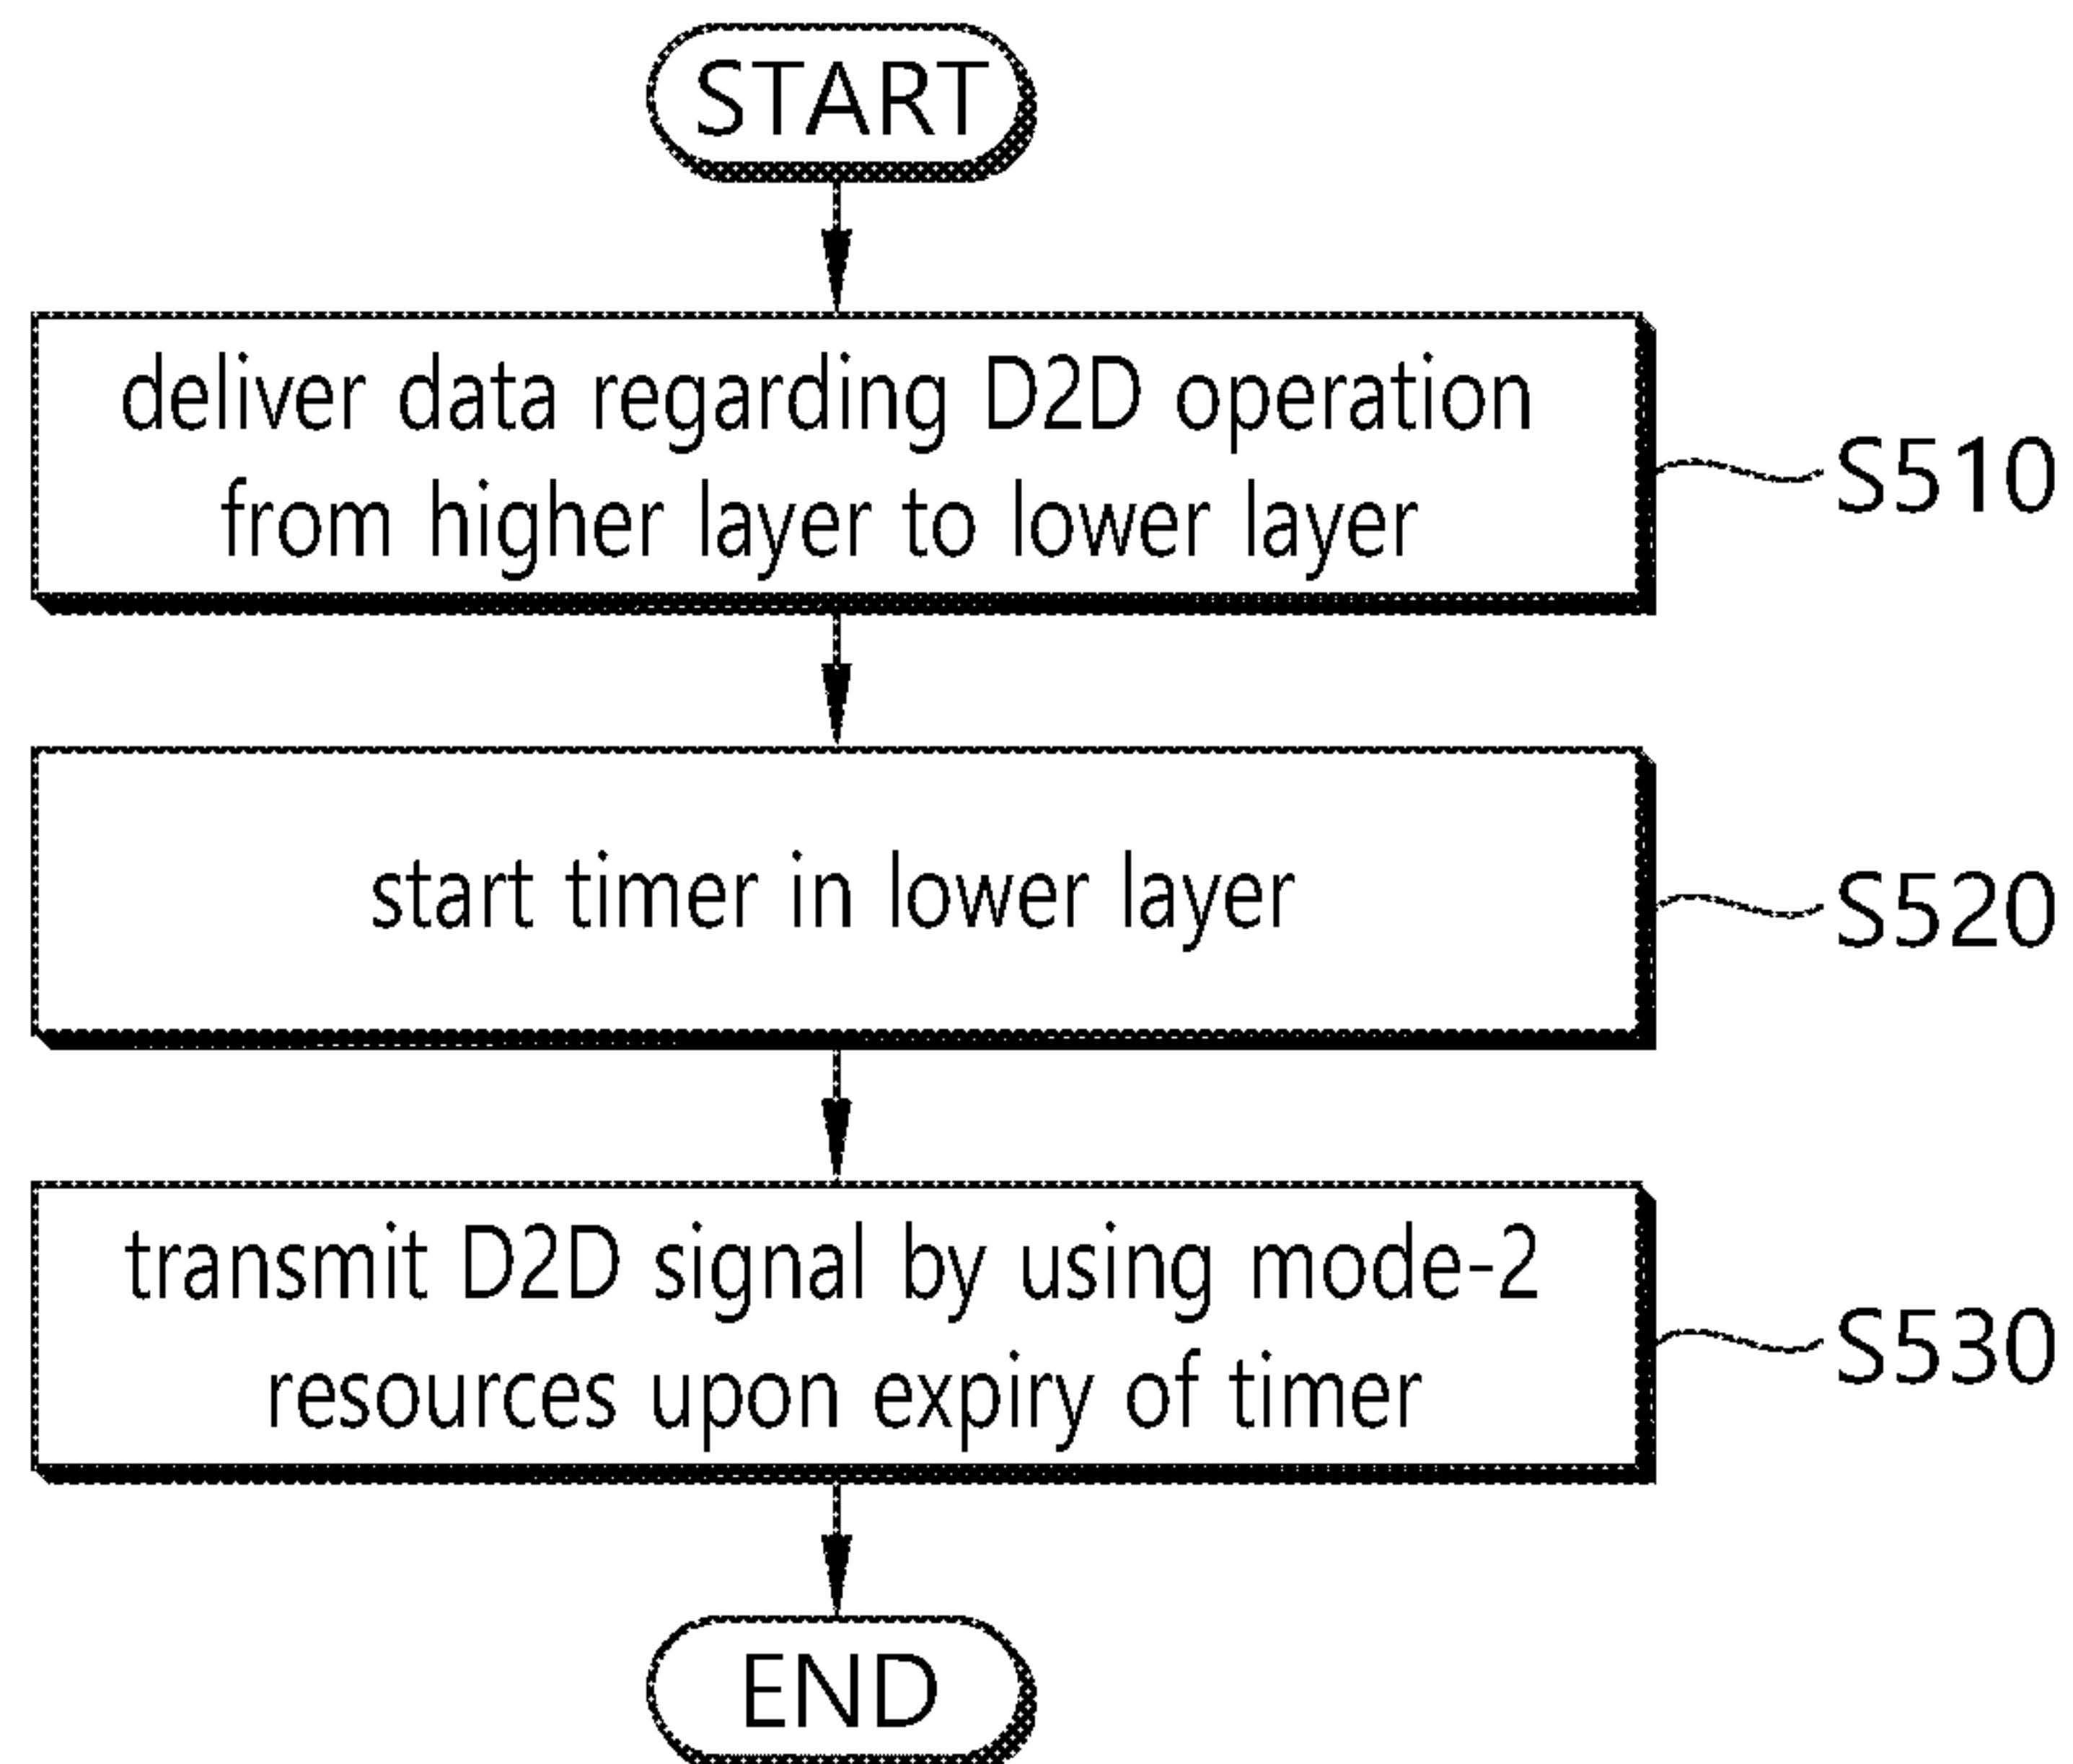 START
deliver data regarding D2D operation
from higher layer to lower layer
S510
start timer in lower layer
S520
transmit D2D signal by using mode-2
resources upon expiry of timer
S530
END